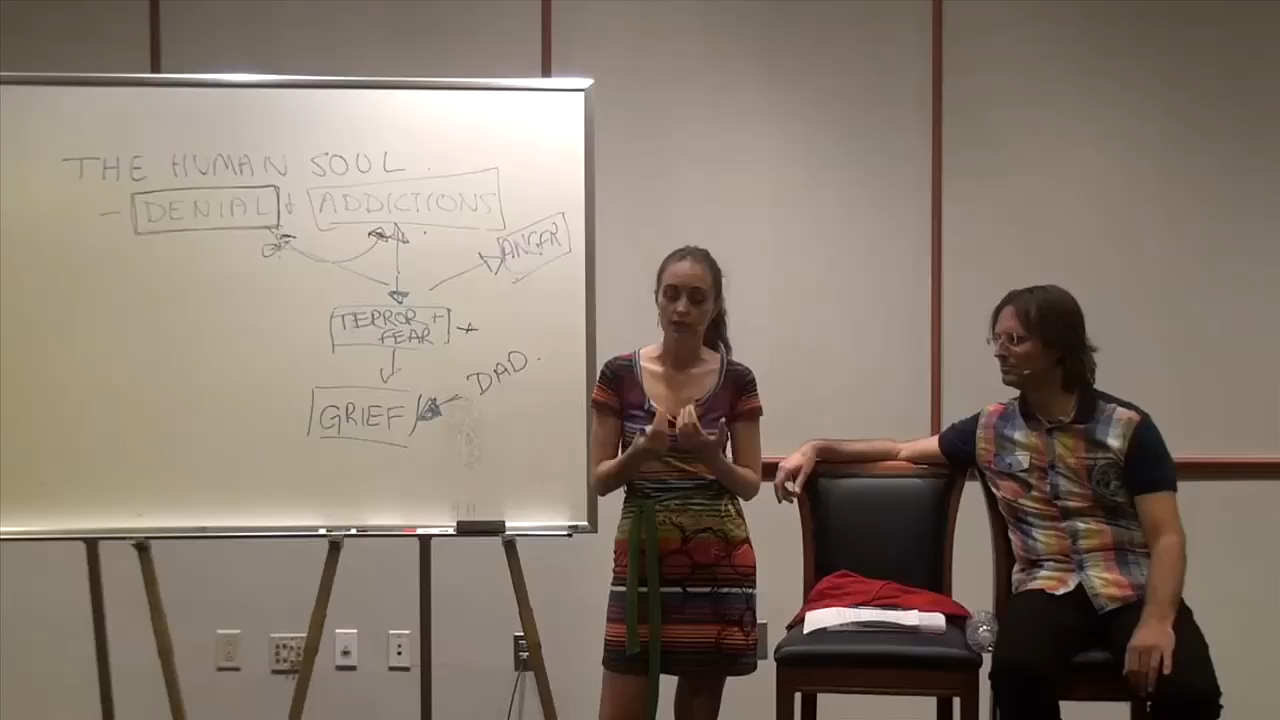 THE HUMAN SOUL.
- DENIAL & ADDICTIONS
ANGER
TERROR +
FEAR
DAD.
GRIEF